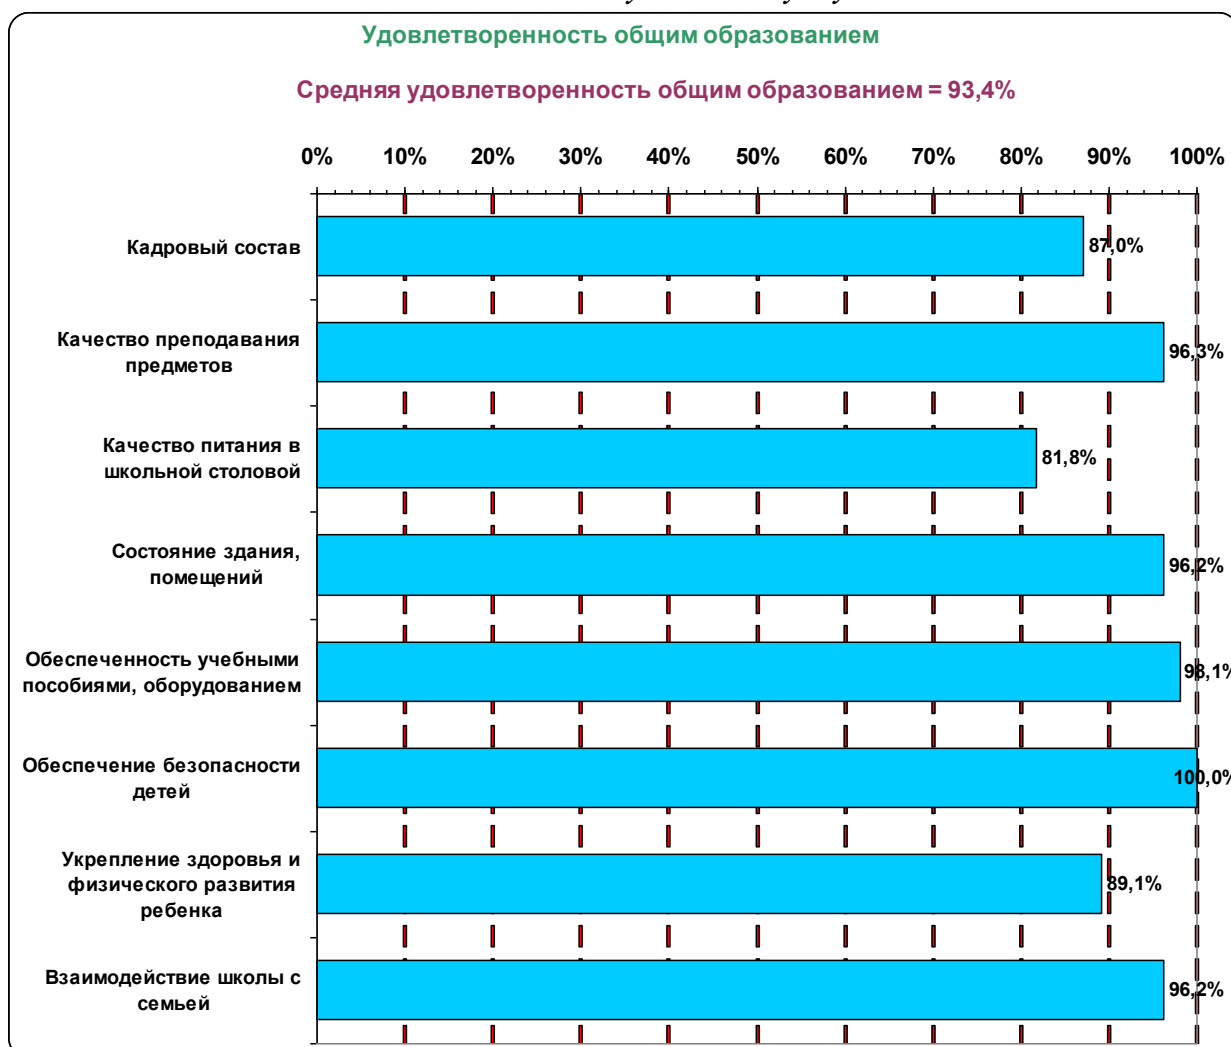 Удовлетворенность общим образованием
Средняя удовлетворенность общим образованием = 93,4%
0% 10% 20% 30% 40% 50% 60% 70% 80% 90% 100%
Кадровый состав
87,0%
Качество преподавания
предметов
96,3%
Качество питания в
школьной столовой
81,8%
Состояние здания,
помещений
96,2%
Обеспеченность учебными
пособиями, оборудованием
98,1%
Обеспечение безопасности
детей
100,0%
Укрепление здоровья и
физического развития
ребенка
89,1%
Взаимодействие школы с
семьей
96,2%